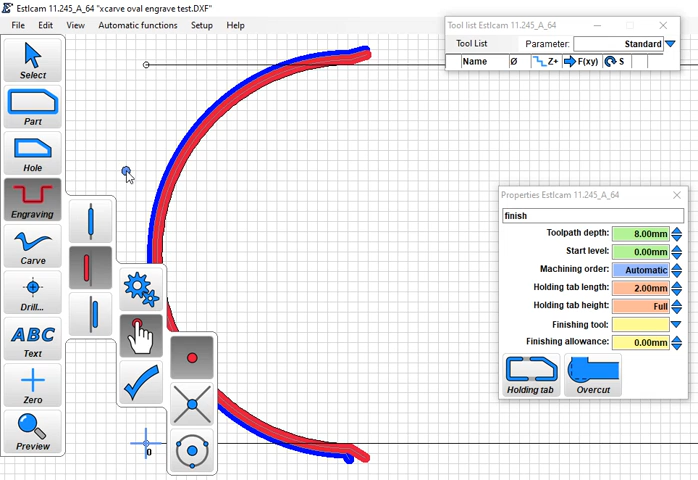 Estlcam 11.245_A_64 "xcarve oval engrave test.DXF"
File Edit View Automatic functions Setup Help
Select
Part
Hole
Engraving
Carve
Drill...
ABC
Text
Zero
Preview
0
Tool list Estlcam 11.245_A_64
Tool List Parameter: Standard
Name Ø Z+ F(xy) S
Properties Estlcam 11.245_A_64
finish
Toolpath depth: 8.00mm
Start level: 0.00mm
Machining order: Automatic
Holding tab length: 2.00mm
Holding tab height: Full
Finishing tool:
Finishing allowance: 0.00mm
Holding tab Overcut